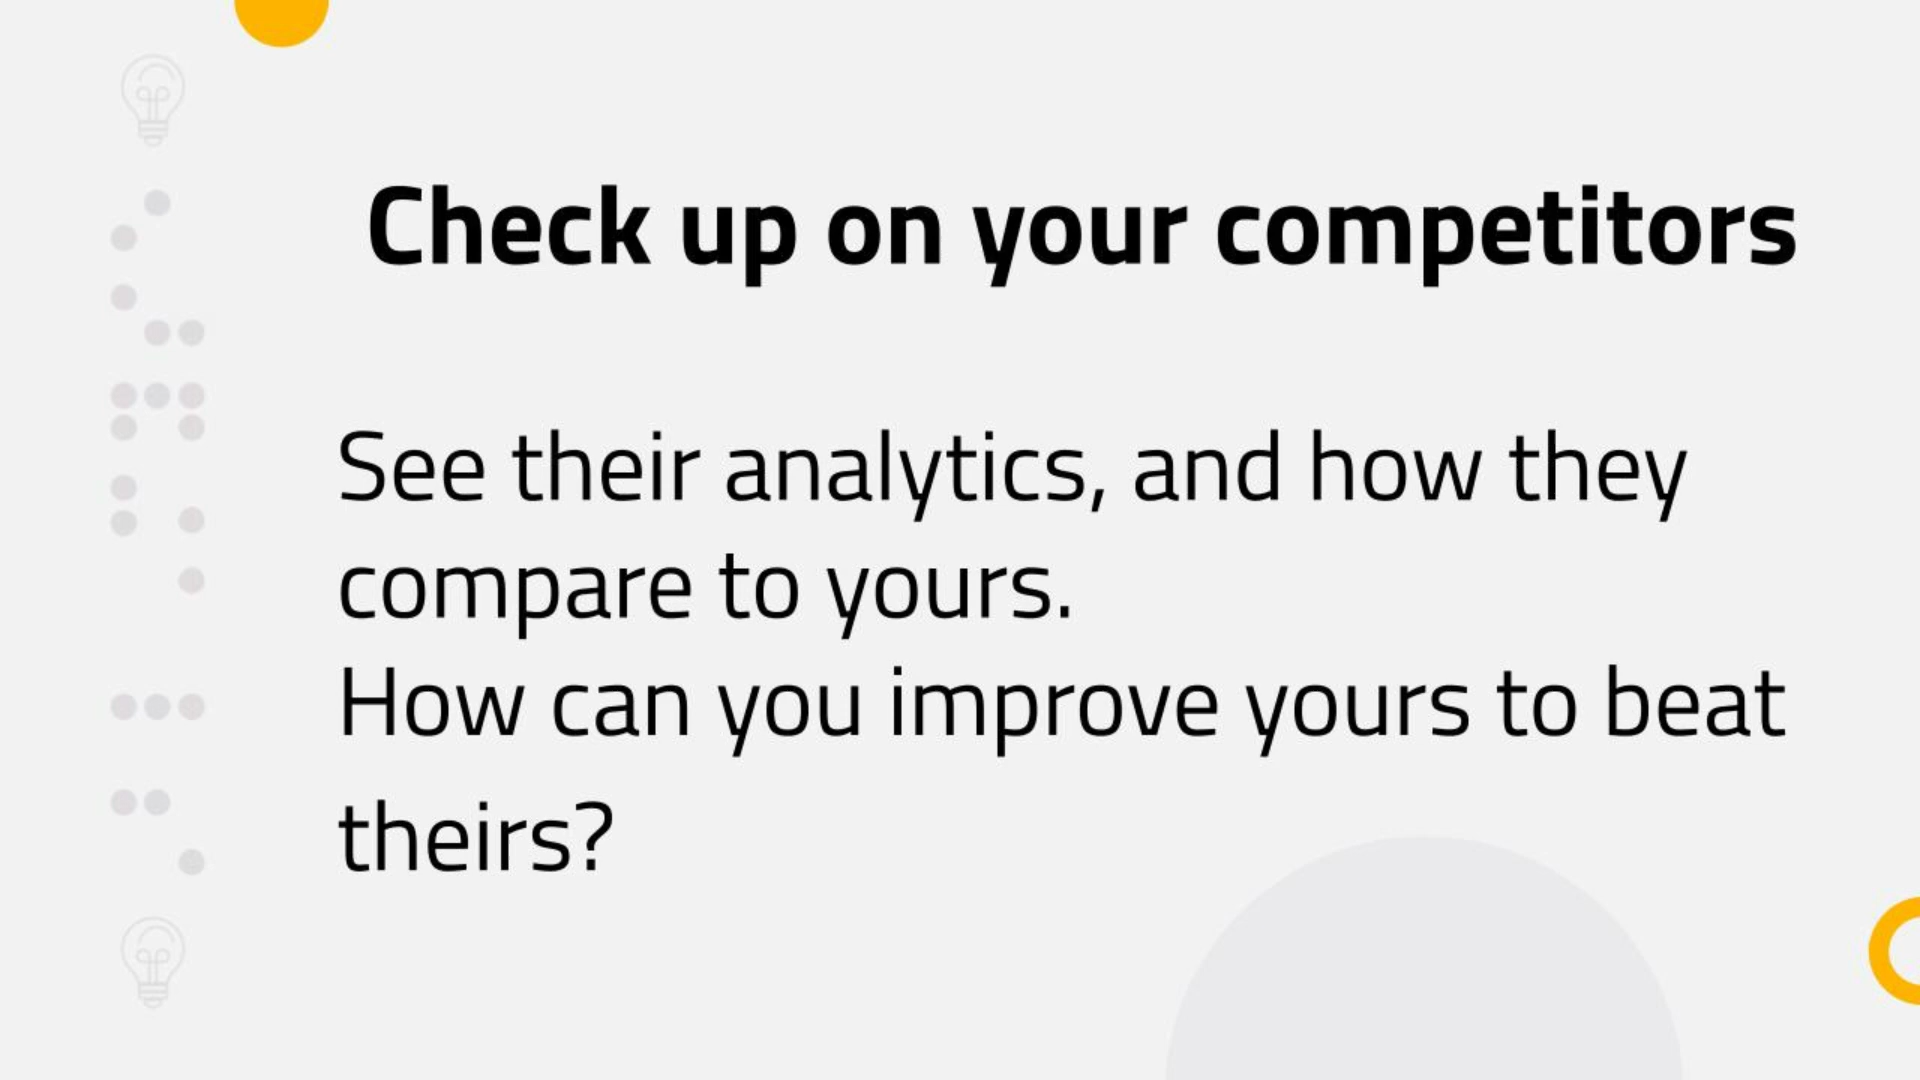 Check up on your competitors
See their analytics, and how they
compare to yours.
How can you improve yours to beat
theirs?